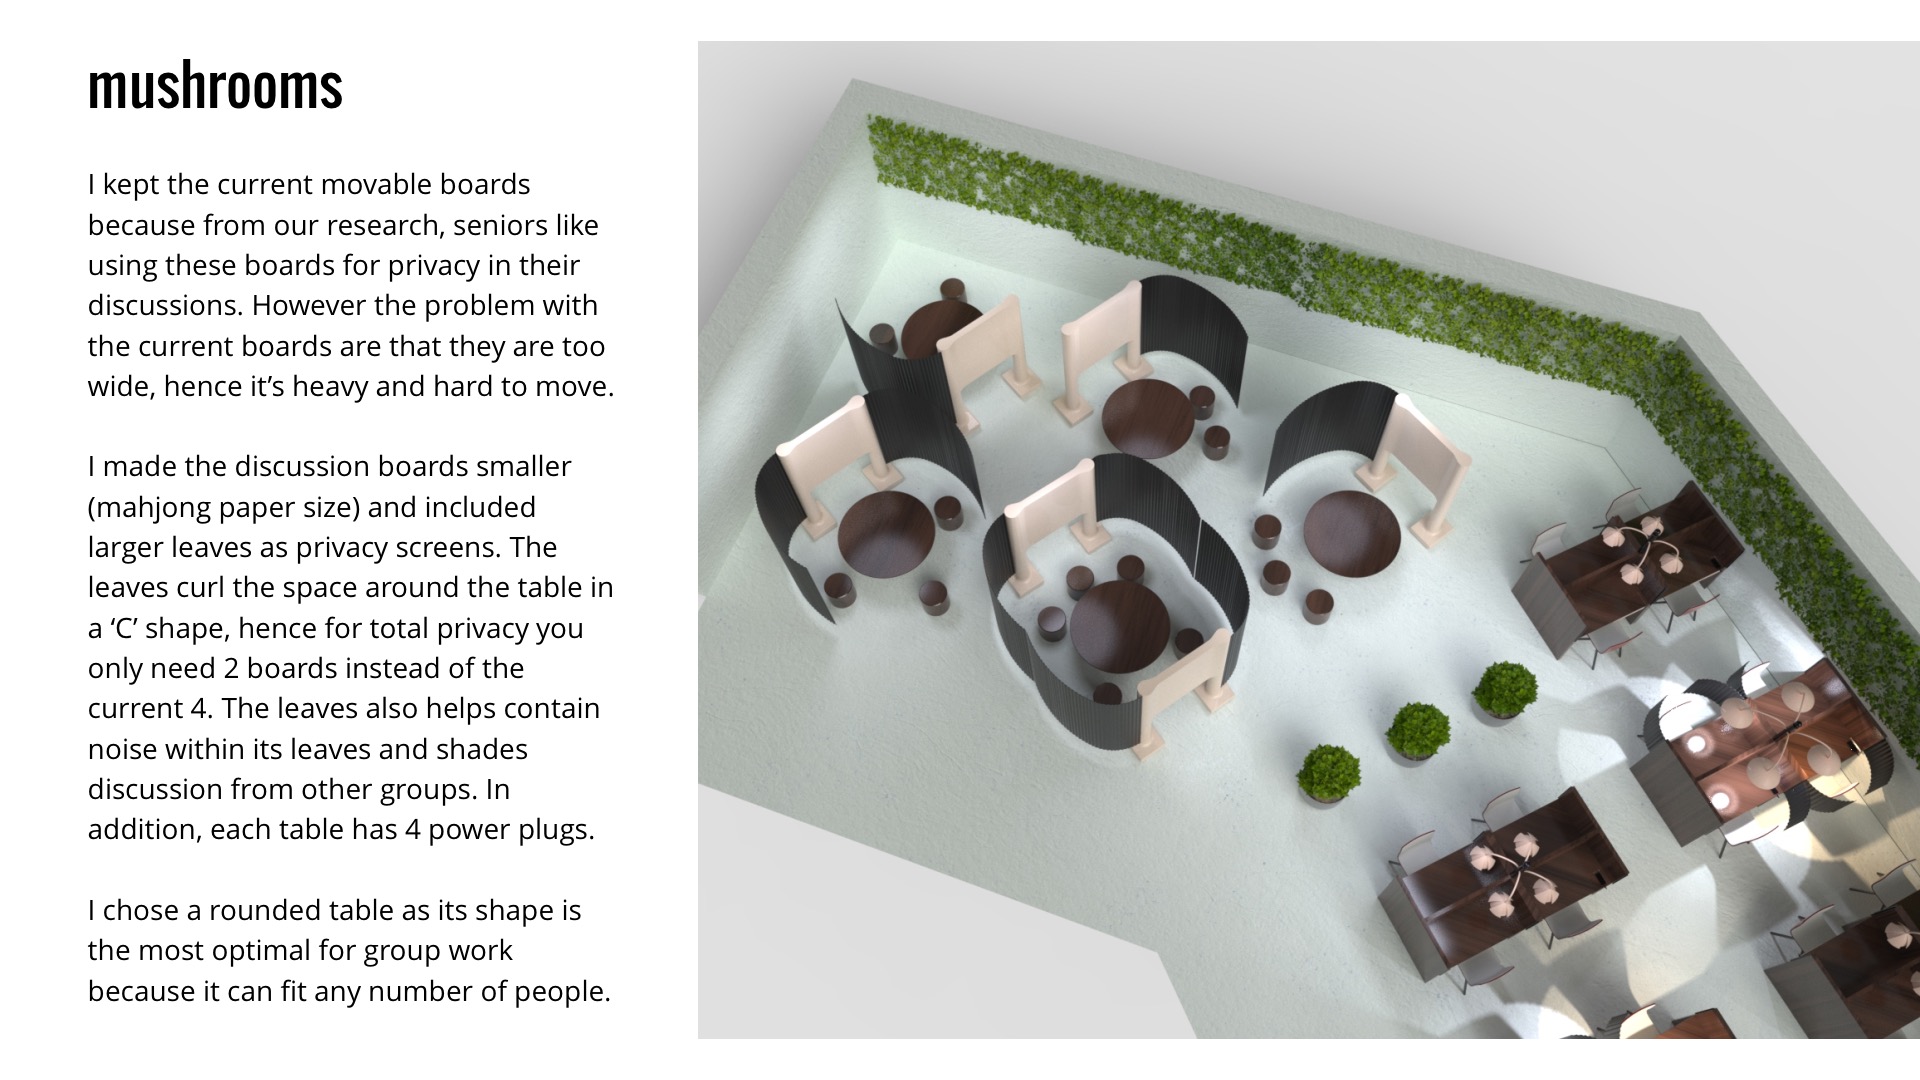 mushrooms
I kept the current movable boards
because from our research, seniors like
using these boards for privacy in their
discussions. However the problem with
the current boards are that they are too
wide, hence it’s heavy and hard to move.
I made the discussion boards smaller
(mahjong paper size) and included
larger leaves as privacy screens. The
leaves curl the space around the table in
a ‘C’ shape, hence for total privacy you
only need 2 boards instead of the
current 4. The leaves also helps contain
noise within its leaves and shades
discussion from other groups. In
addition, each table has 4 power plugs.
I chose a rounded table as its shape is
the most optimal for group work
because it can fit any number of people.